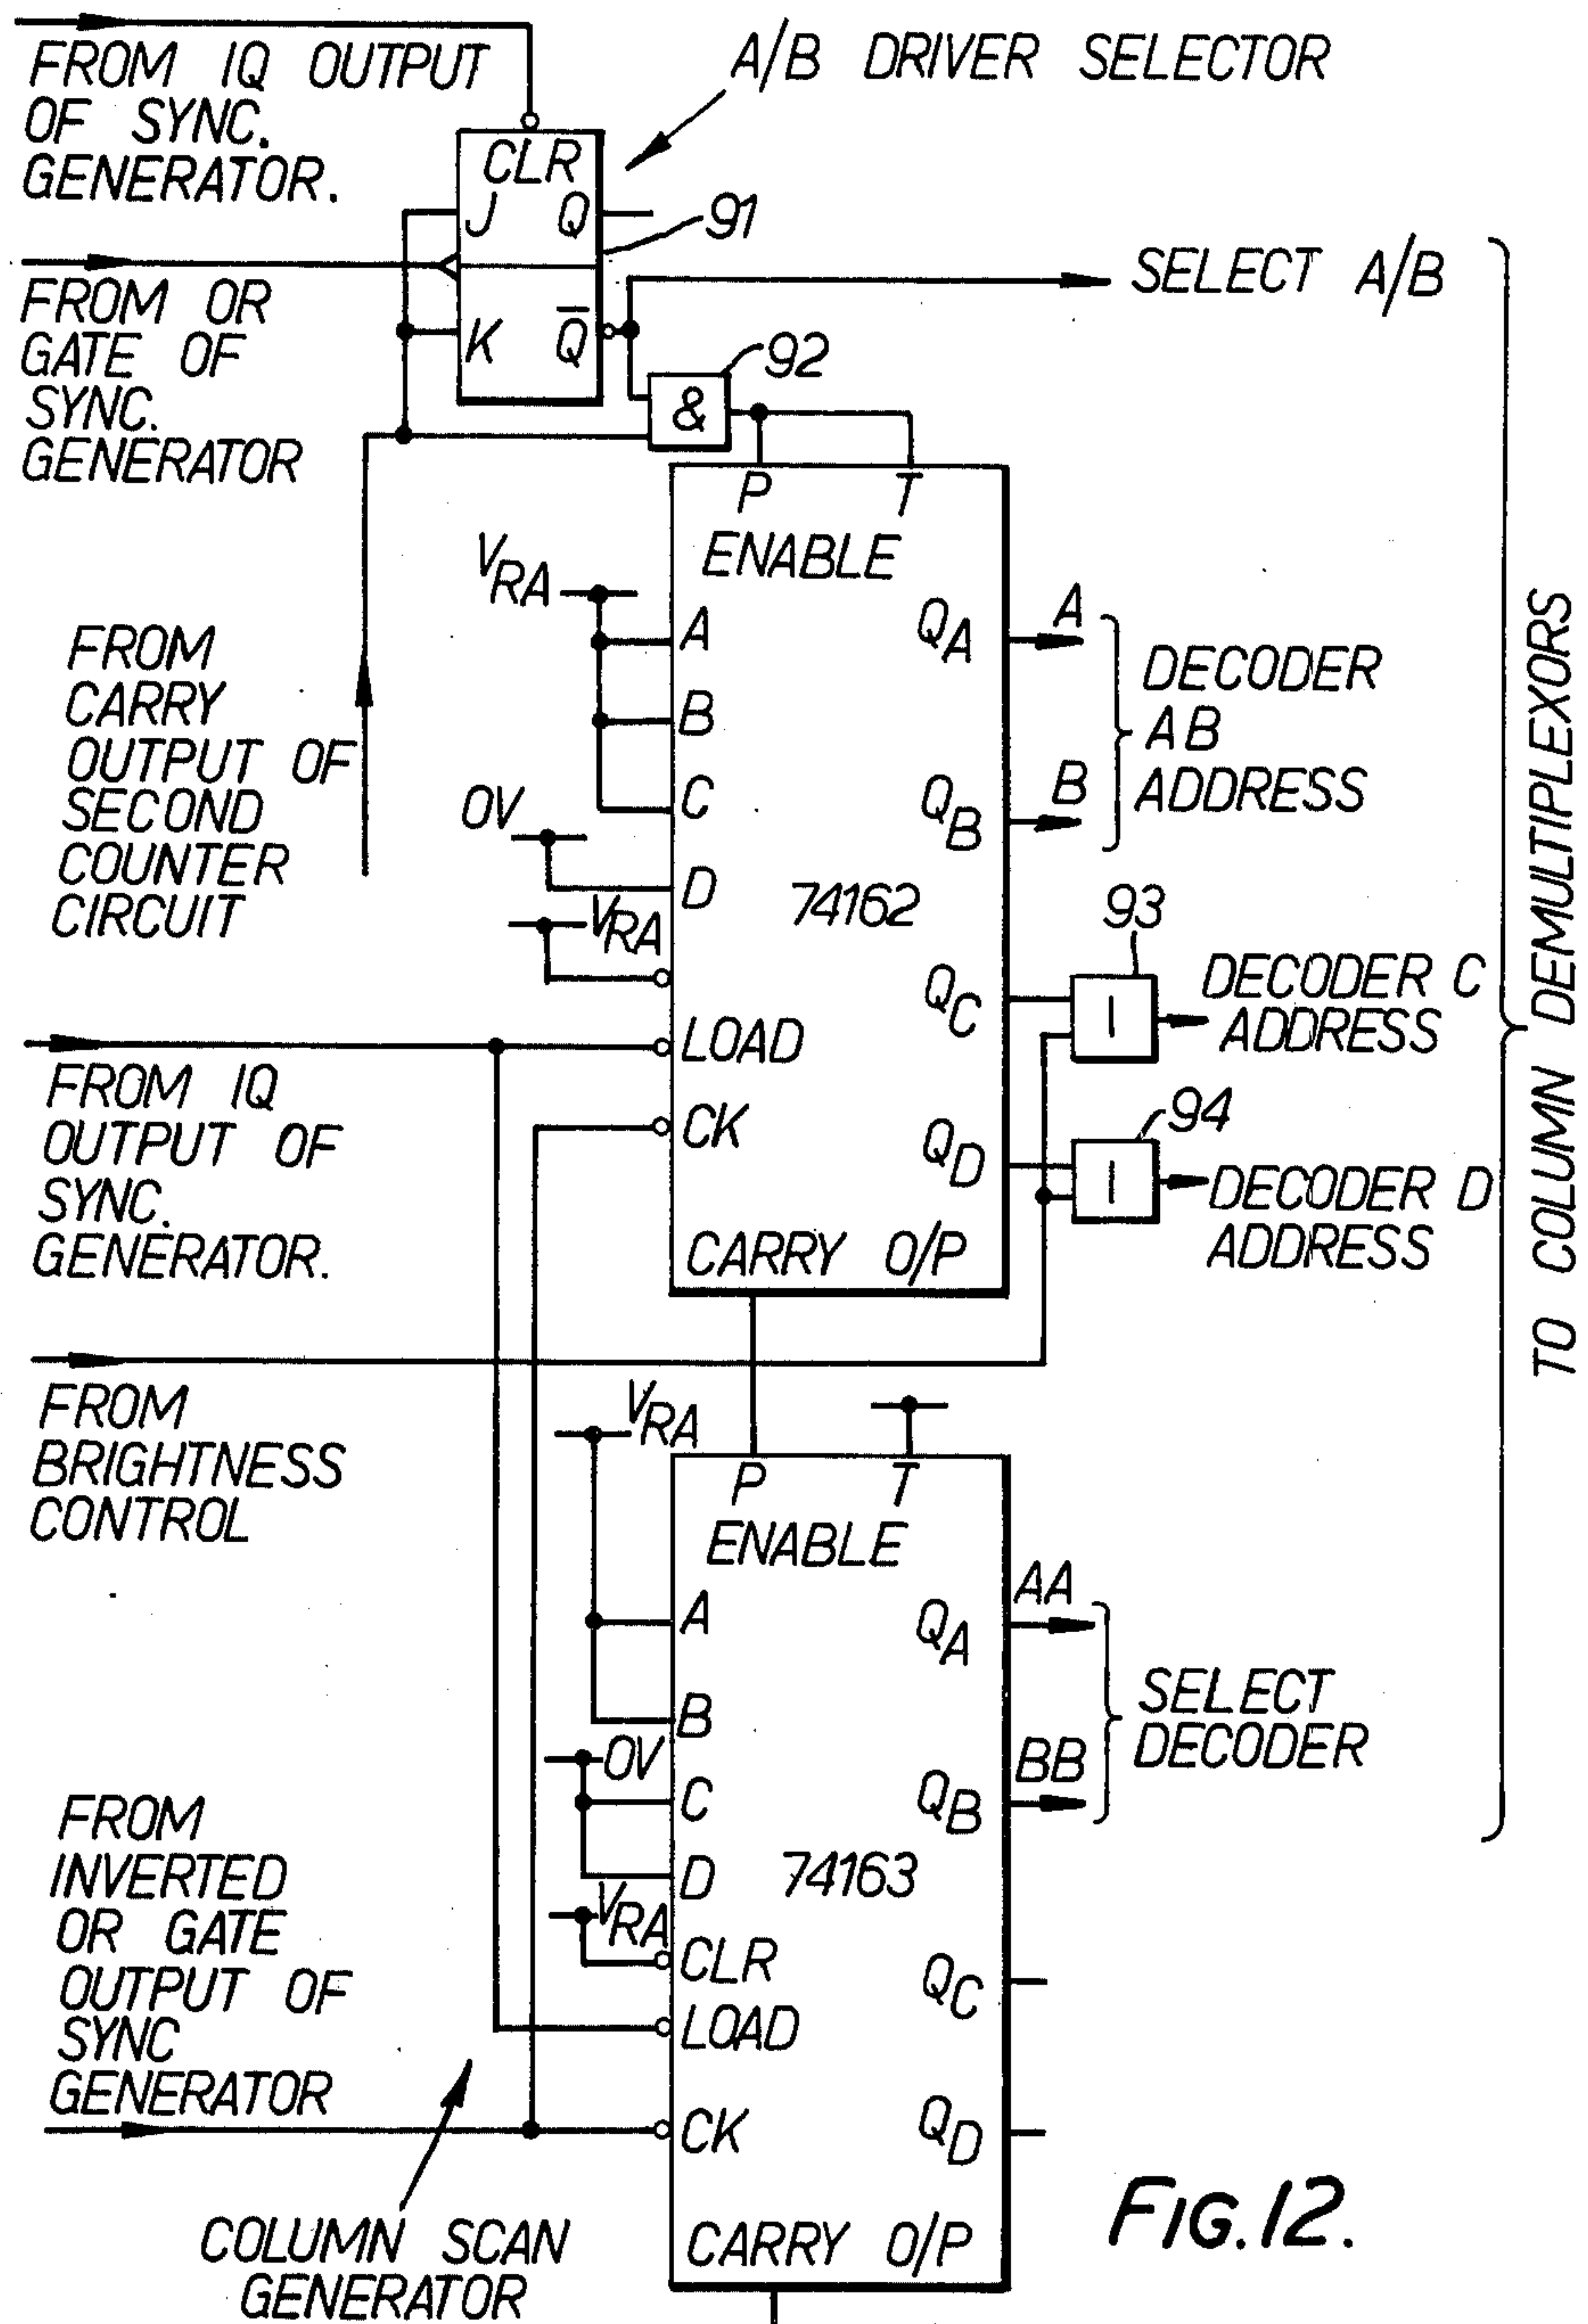 FROM 1Q OUTPUT
OF SYNC.
GENERATOR.
A/B DRIVER SELECTOR
CLR
J Q
91
K Q̅
FROM OR
GATE OF
SYNC.
GENERATOR
SELECT A/B
92
&
P T
ENABLE
VRA
A
B
C
0V
D
VRA
74162
LOAD
CK
QA
QB
QC
QD
CARRY O/P
A
B
DECODER
AB
ADDRESS
93
1
DECODER C
ADDRESS
94
1
DECODER D
ADDRESS
FROM
CARRY
OUTPUT OF
SECOND
COUNTER
CIRCUIT
FROM 1Q
OUTPUT OF
SYNC.
GENERATOR.
FROM
BRIGHTNESS
CONTROL
VRA
P T
ENABLE
A
B
0V
C
D
VRA
74163
CLR
LOAD
CK
QA
QB
QC
QD
CARRY O/P
AA
BB
SELECT
DECODER
FROM
INVERTED
OR GATE
OUTPUT OF
SYNC
GENERATOR
COLUMN SCAN
GENERATOR
TO COLUMN DEMULTIPLEXORS
FIG.12.